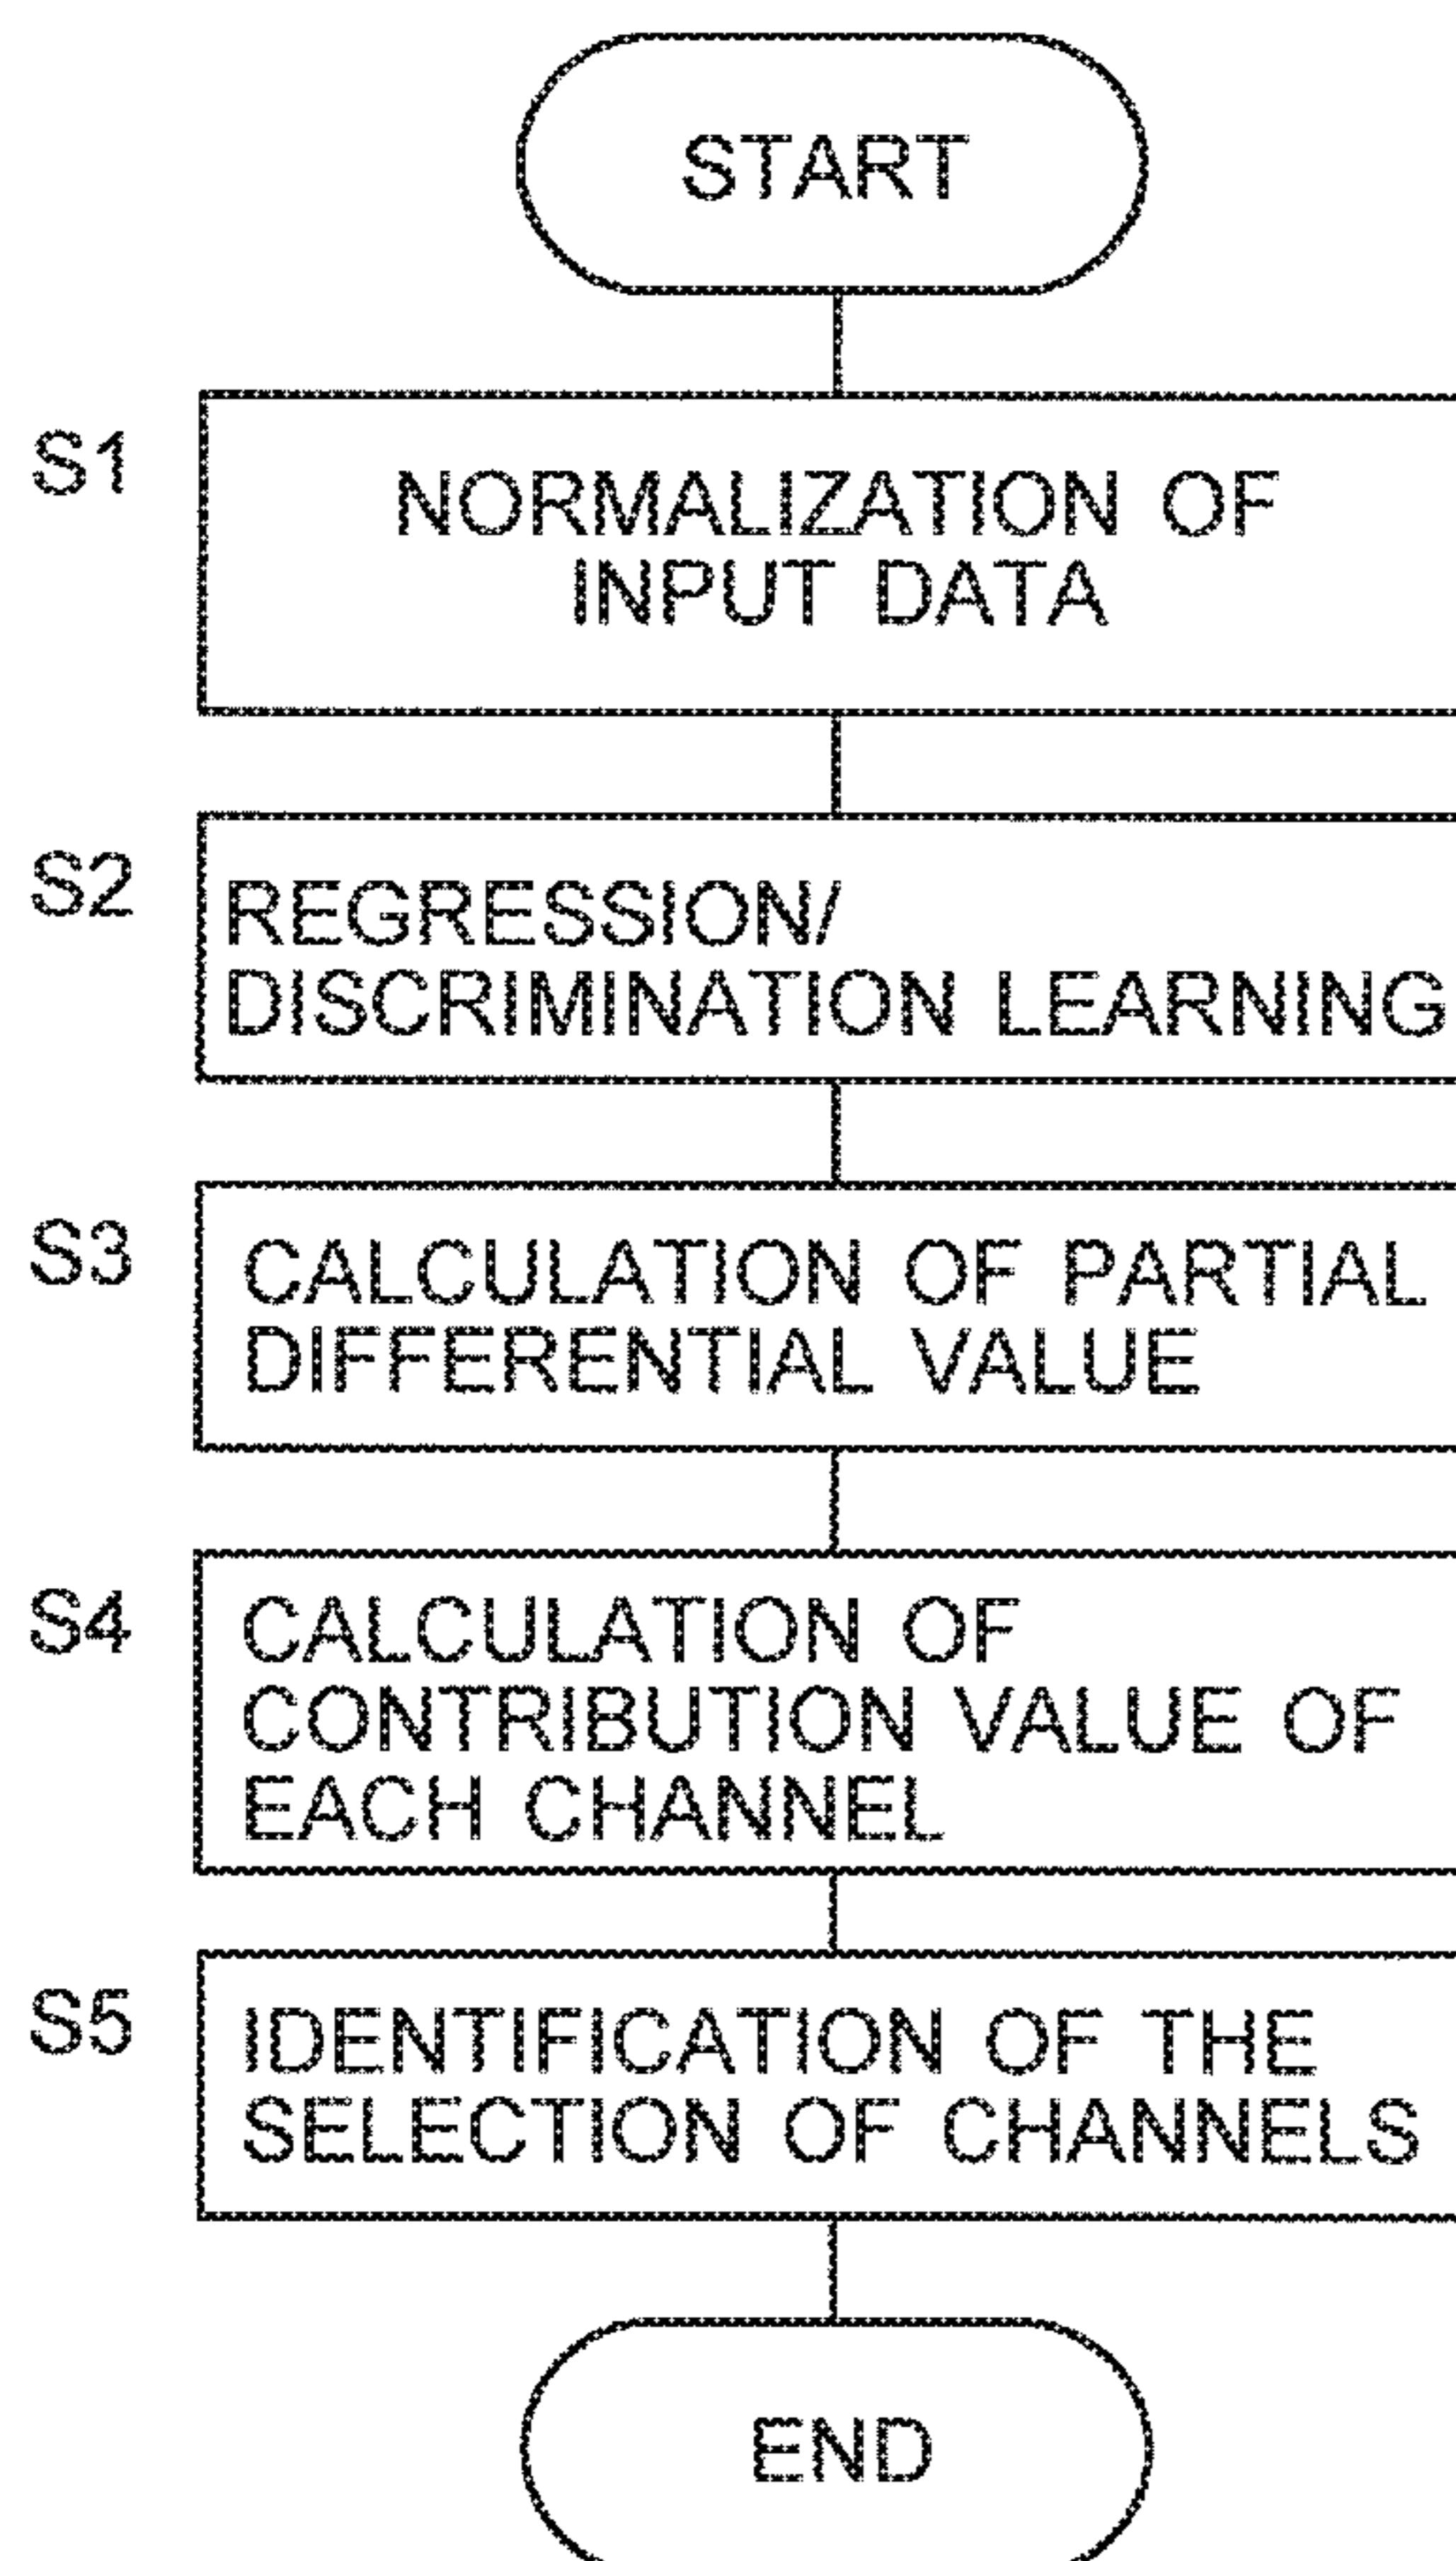 START
S1
NORMALIZATION OF
INPUT DATA
S2
REGRESSION/
DISCRIMINATION LEARNING
S3
CALCULATION OF PARTIAL
DIFFERENTIAL VALUE
S4
CALCULATION OF
CONTRIBUTION VALUE OF
EACH CHANNEL
S5
IDENTIFICATION OF THE
SELECTION OF CHANNELS
END